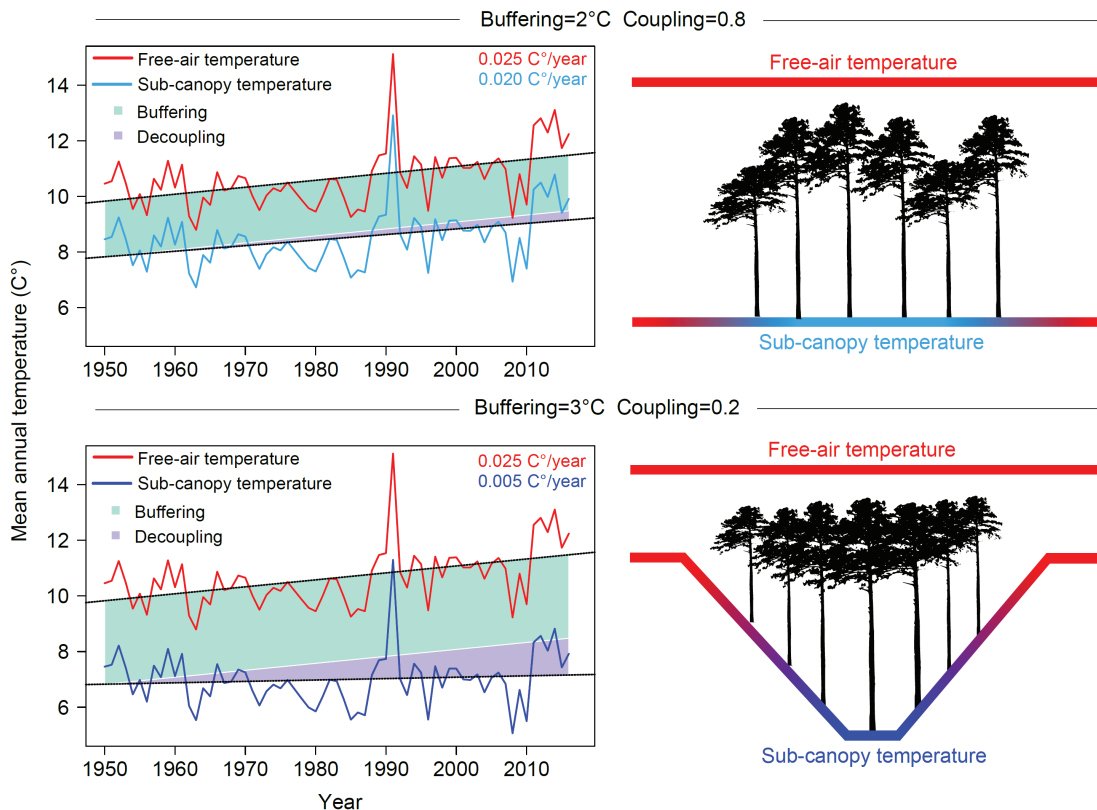 Buffering=2°C  Coupling=0.8
Free-air temperature
Sub-canopy temperature
Buffering
Decoupling
0.025 C°/year
0.020 C°/year
14
12
10
8
6
1950 1960 1970 1980 1990 2000 2010
Free-air temperature
Sub-canopy temperature
Mean annual temperature (C°)
Buffering=3°C  Coupling=0.2
Free-air temperature
Sub-canopy temperature
Buffering
Decoupling
0.025 C°/year
0.005 C°/year
14
12
10
8
6
1950 1960 1970 1980 1990 2000 2010
Year
Free-air temperature
Sub-canopy temperature